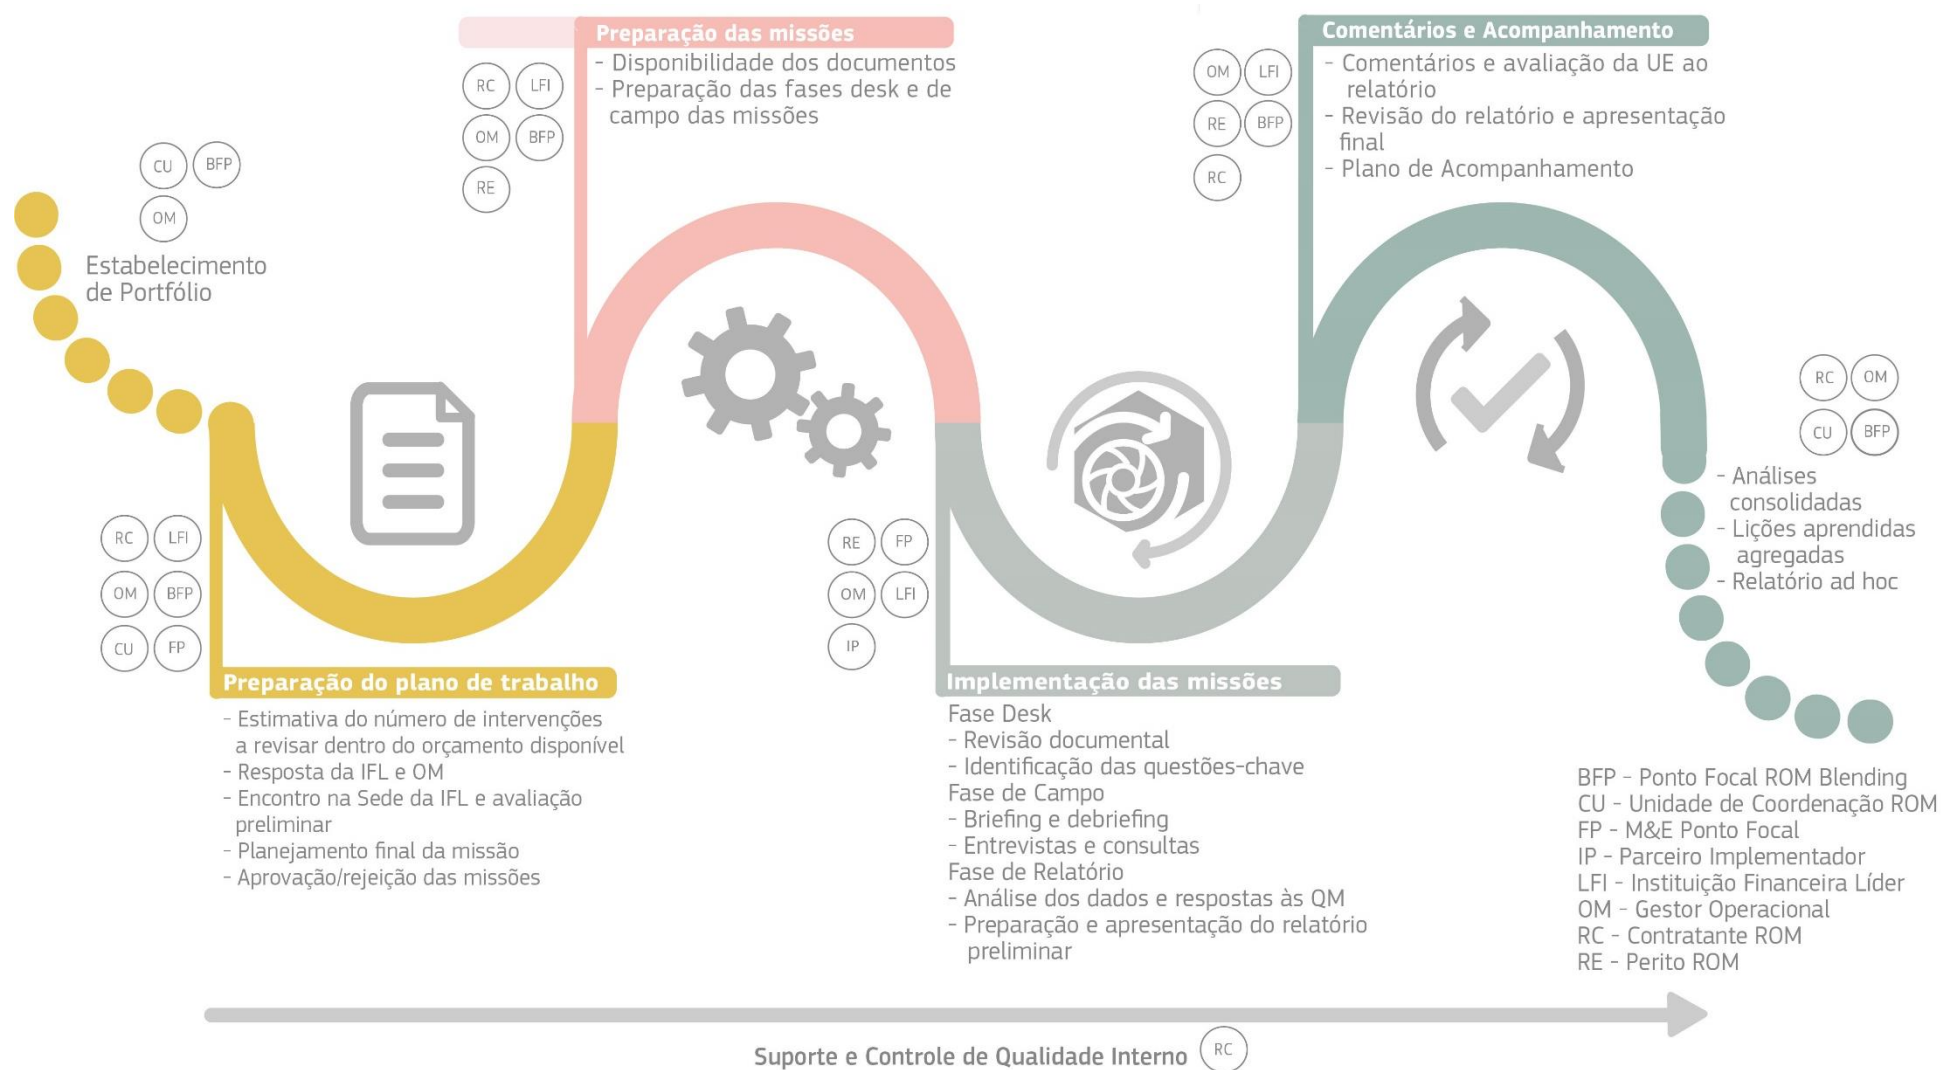 CU BFP
OM
Estabelecimento
de Portfólio
RC LFI
OM BFP
CU FP
Preparação do plano de trabalho
- Estimativa do número de intervenções
a revisar dentro do orçamento disponível
- Resposta da IFL e OM
- Encontro na Sede da IFL e avaliação
preliminar
- Planejamento final da missão
- Aprovação/rejeição das missões
Preparação das missões
RC LFI
OM BFP
RE
- Disponibilidade dos documentos
- Preparação das fases desk e de
campo das missões
RE FP
OM LFI
IP
Implementação das missões
Fase Desk
- Revisão documental
- Identificação das questões-chave
Fase de Campo
- Briefing e debriefing
- Entrevistas e consultas
Fase de Relatório
- Análise dos dados e respostas às QM
- Preparação e apresentação do relatório
preliminar
Comentários e Acompanhamento
OM LFI
RE BFP
RC
- Comentários e avaliação da UE ao
relatório
- Revisão do relatório e apresentação
final
- Plano de Acompanhamento
RC OM
CU BFP
- Análises
consolidadas
- Lições aprendidas
agregadas
- Relatório ad hoc
BFP - Ponto Focal ROM Blending
CU - Unidade de Coordenação ROM
FP - M&E Ponto Focal
IP - Parceiro Implementador
LFI - Instituição Financeira Líder
OM - Gestor Operacional
RC - Contratante ROM
RE - Perito ROM
Suporte e Controle de Qualidade Interno RC